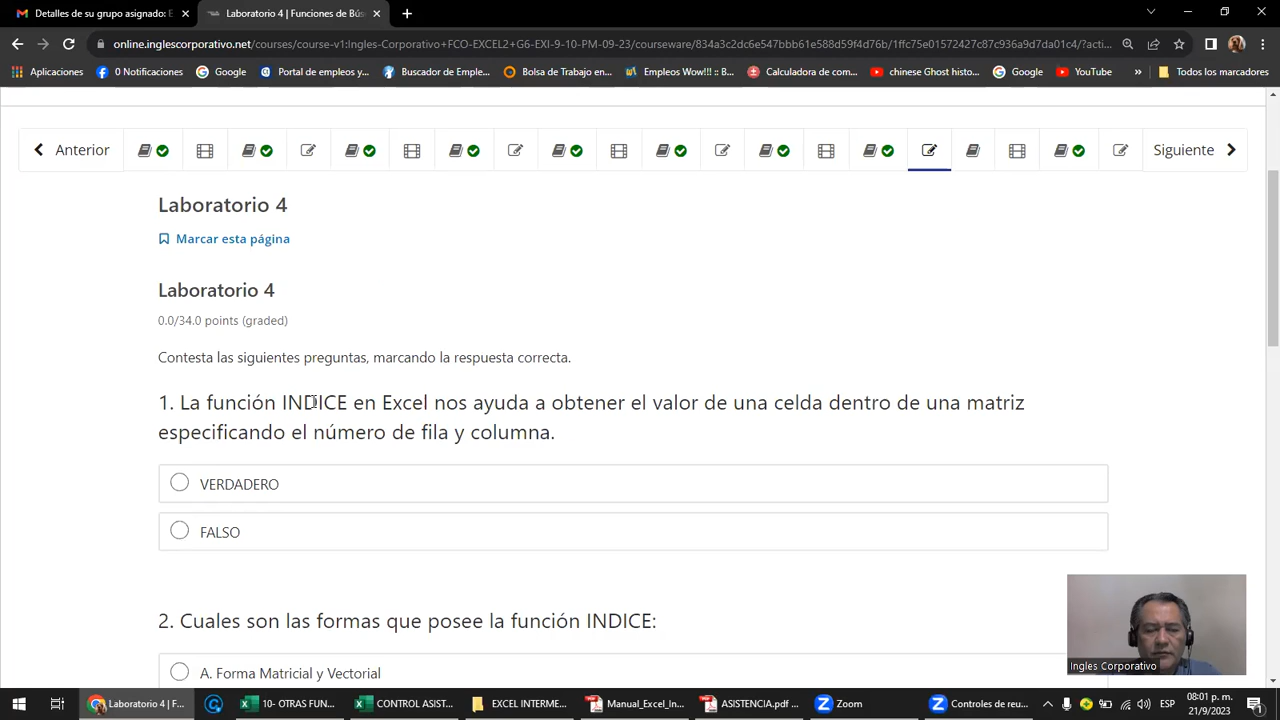 Detalles de su grupo asignado: E
Laboratorio 4 | Funciones de Bús
online.inglescorporativo.net/courses/course-v1:Ingles-Corporativo+FCO-EXCEL2+G6-EXI-9-10-PM-09-23/courseware/834a3c2dc6e547bbb61e588d59f4d76b/1ffc75e01572427c87c936a9d7da01c4/?acti...
Aplicaciones
0 Notificaciones
Google
Portal de empleos y...
Buscador de Emple...
Bolsa de Trabajo en...
Empleos Wow!!! :: B...
Calculadora de com...
chinese Ghost histo...
Google
YouTube
»
Todos los marcadores
Anterior
Siguiente
Laboratorio 4
Marcar esta página
Laboratorio 4
0.0/34.0 points (graded)
Contesta las siguientes preguntas, marcando la respuesta correcta.
1. La función INDICE en Excel nos ayuda a obtener el valor de una celda dentro de una matriz
especificando el número de fila y columna.
VERDADERO
FALSO
2. Cuales son las formas que posee la función INDICE:
A. Forma Matricial y Vectorial
Ingles Corporativo
Laboratorio 4 | F...
10- OTRAS FUN...
CONTROL ASIST...
EXCEL INTERME...
Manual_Excel_In...
ASISTENCIA.pdf ...
Zoom
Controles de reu...
ESP
08:01 p. m.
21/9/2023
1